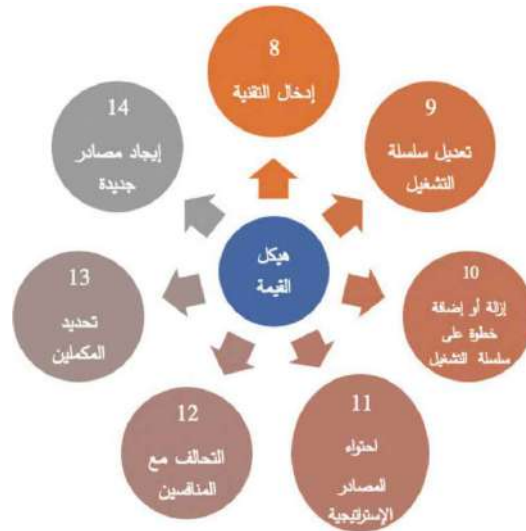 8
إدخال التقنية
9
تعديل سلسلة
التشغيل
10
إزالة أو إضافة
خطوة على
سلسلة التشغيل
11
احتواء
المصادر
الإستراتيجية
12
التحالف مع
المنافسين
13
تحديد
المكملين
14
إيجاد مصادر
جديدة
هيكل
القيمة